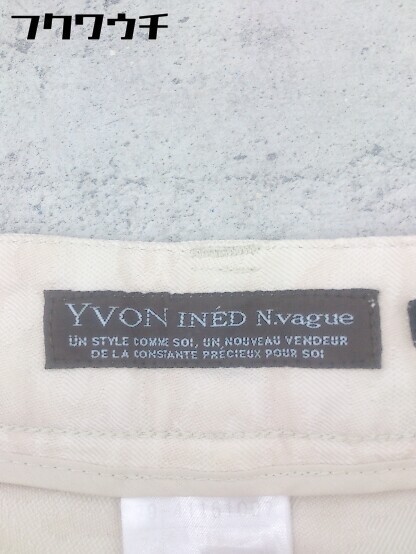 フクワウチ
YVON INÉD N.vague
UN STYLE COMME SOI, UN NOUVEAU VENDEUR
DE LA CONSTANTE PRÉCIEUX POUR SOI